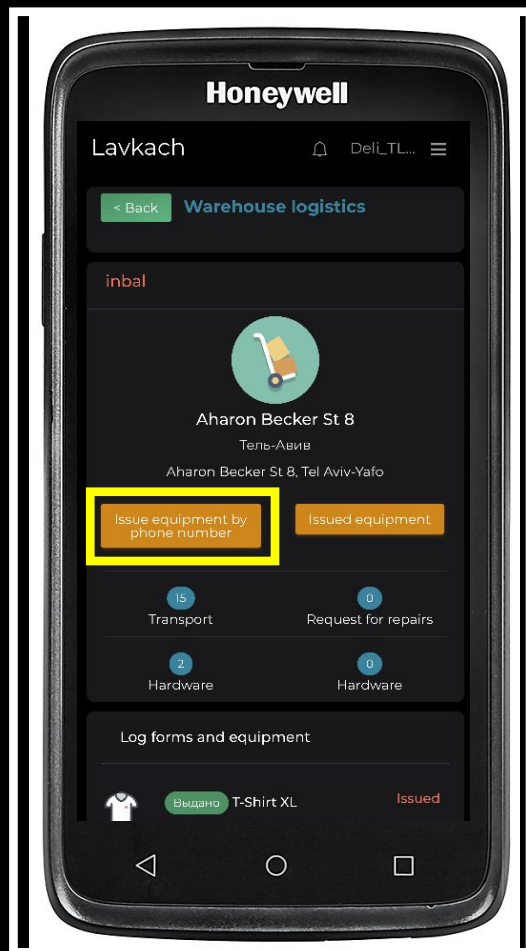 Honeywell
Lavkach
Deli_TL...
< Back
Warehouse logistics
inbal
Aharon Becker St 8
Тель-Авив
Aharon Becker St 8, Tel Aviv-Yafo
Issue equipment by
phone number
Issued equipment
15
Transport
0
Request for repairs
2
Hardware
0
Hardware
Log forms and equipment
Выдано
T-Shirt XL
Issued